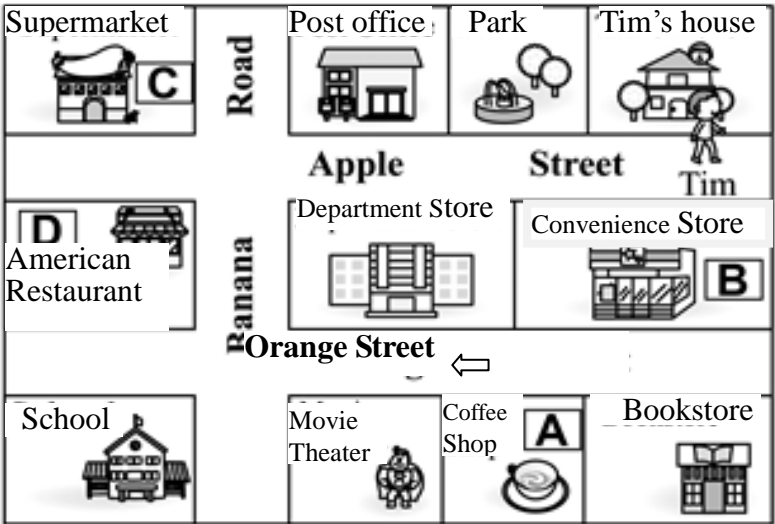 Supermarket
C
Road
Post office
Park
Tim's house
Apple Street
Tim
D
American
Restaurant
Banana
Department Store
Convenience Store
B
Orange Street
School
Movie
Theater
Coffee
Shop
A
Bookstore